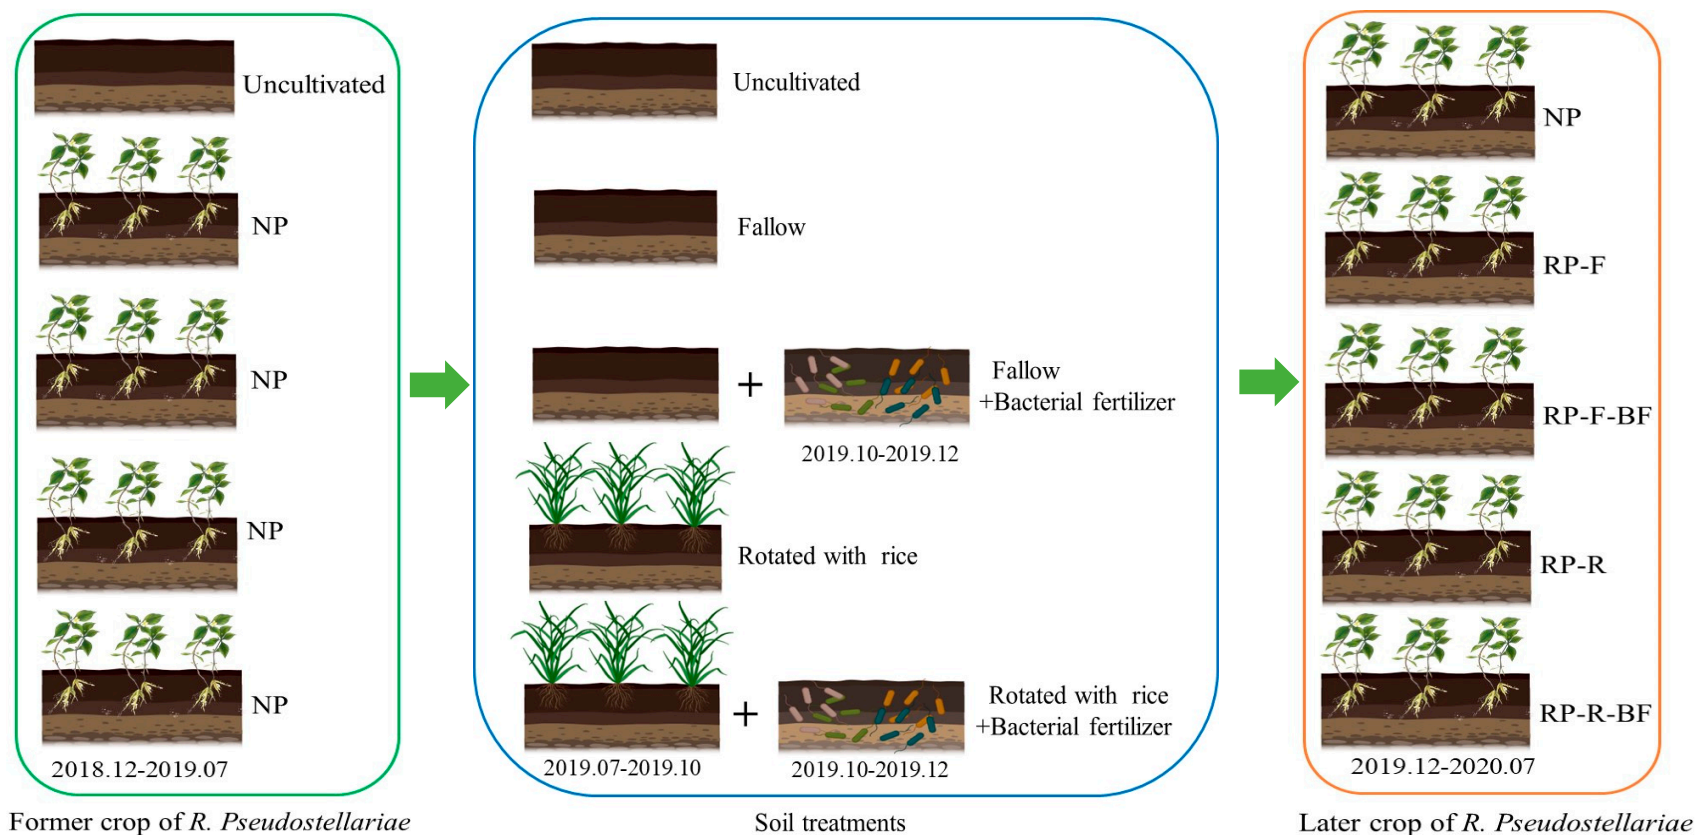 Uncultivated
NP
NP
NP
NP
2018.12-2019.07
Former crop of R. Pseudostellariae
Uncultivated
Fallow
+
Fallow
+Bacterial fertilizer
2019.10-2019.12
Rotated with rice
+
Rotated with rice
+Bacterial fertilizer
2019.07-2019.10
2019.10-2019.12
Soil treatments
NP
RP-F
RP-F-BF
RP-R
RP-R-BF
2019.12-2020.07
Later crop of R. Pseudostellariae